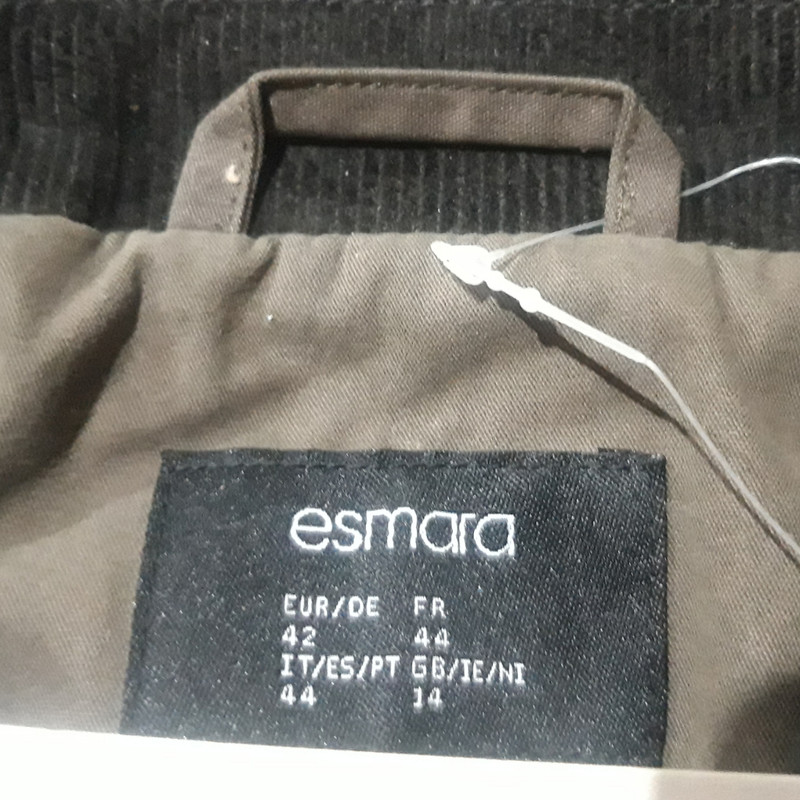 esmara
EUR/DE FR
42 44
IT/ES/PT GB/IE/NI
44 14